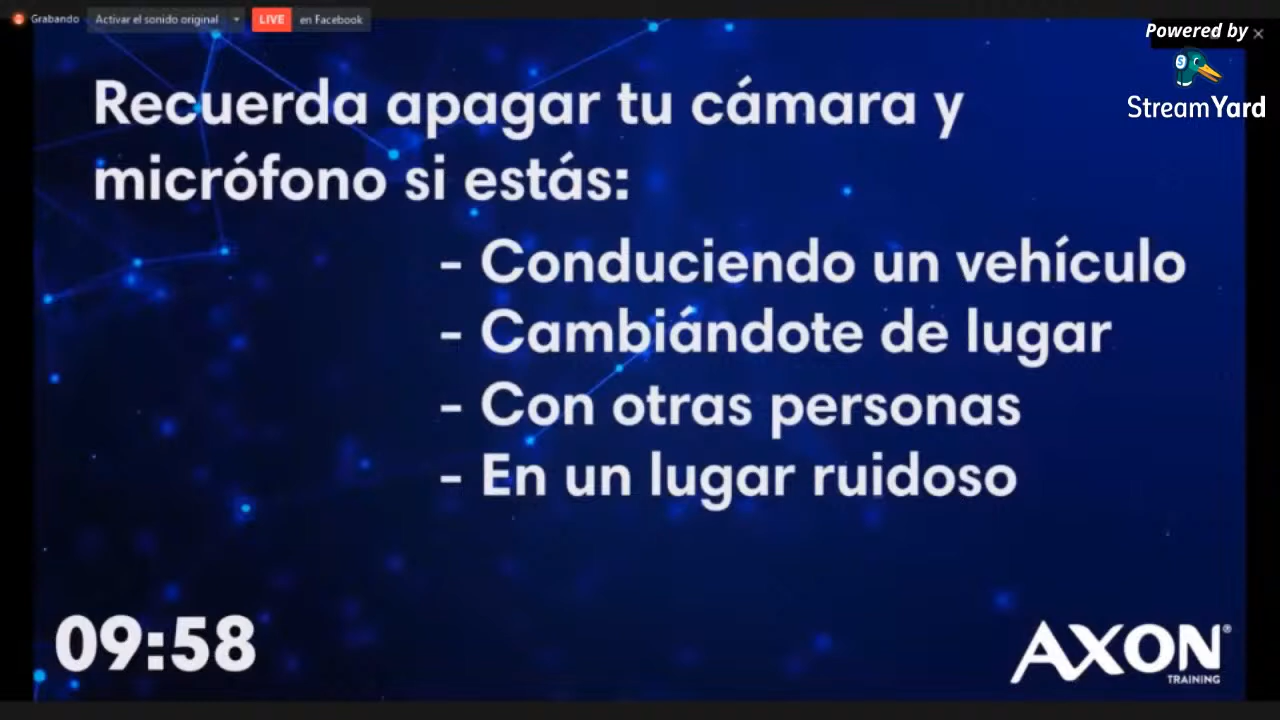 Grabando
Activar el sonido original
LIVE en Facebook
Powered by
StreamYard
Recuerda apagar tu cámara y
micrófono si estás:
- Conduciendo un vehículo
- Cambiándote de lugar
- Con otras personas
- En un lugar ruidoso
09:58
AXON®
TRAINING